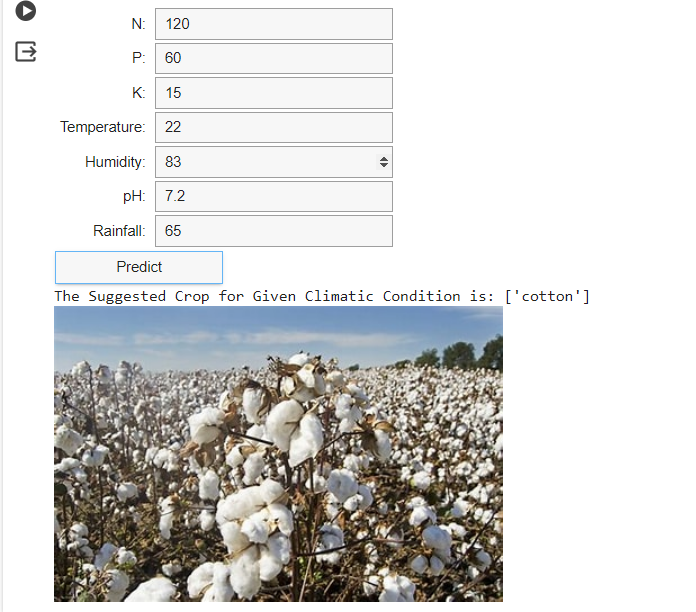 N: 120
P: 60
K: 15
Temperature: 22
Humidity: 83
pH: 7.2
Rainfall: 65
Predict
The Suggested Crop for Given Climatic Condition is: ['cotton']